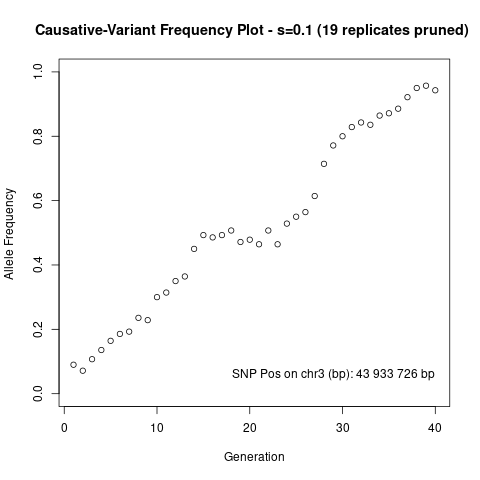 Causative-Variant Frequency Plot - s=0.1 (19 replicates pruned)
Allele Frequency
1.0
0.8
0.6
0.4
0.2
0.0
SNP Pos on chr3 (bp): 43 933 726 bp
0 10 20 30 40
Generation